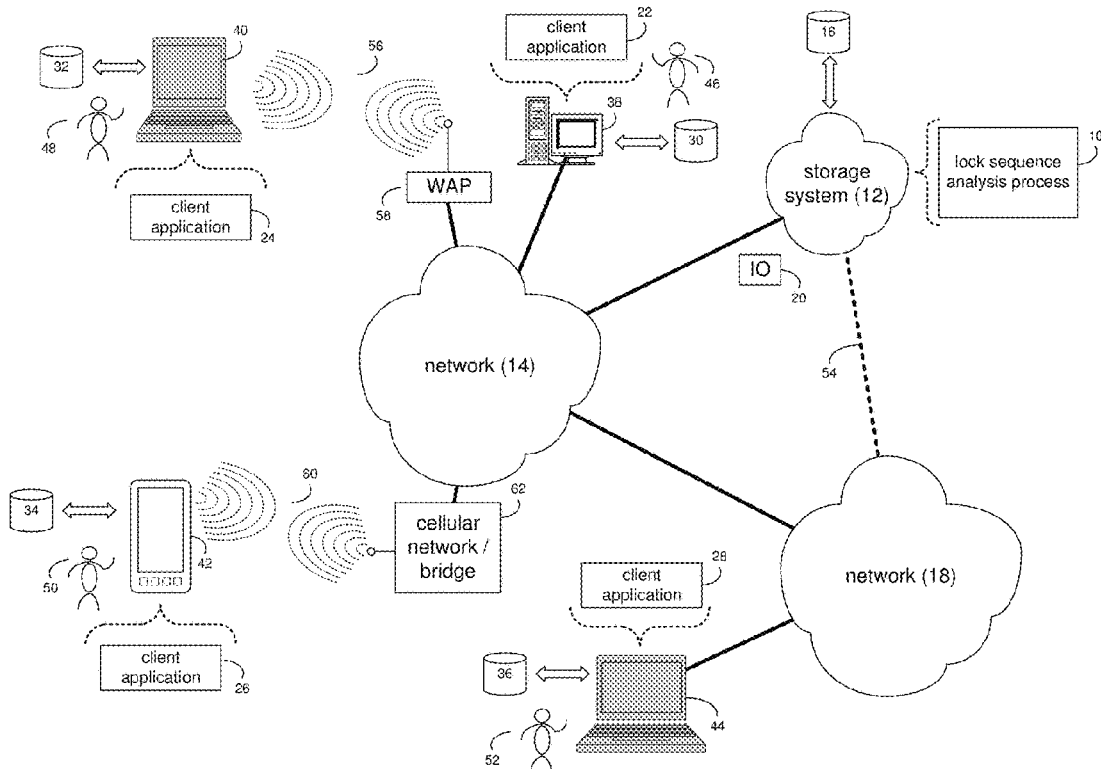 40
56
32
48
client
application
24
WAP
58
22
client
application
46
38
30
16
10
storage
system (12)
lock sequence
analysis process
IO
20
network (14)
54
34
42
50
60
62
cellular
network /
bridge
client
application
26
28
client
application
network (18)
36
44
52